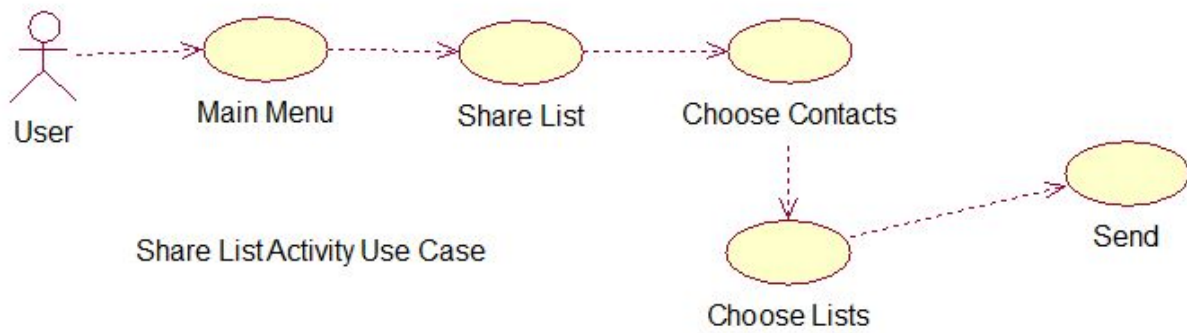 User
Main Menu
Share List
Choose Contacts
Send
Share List Activity Use Case
Choose Lists